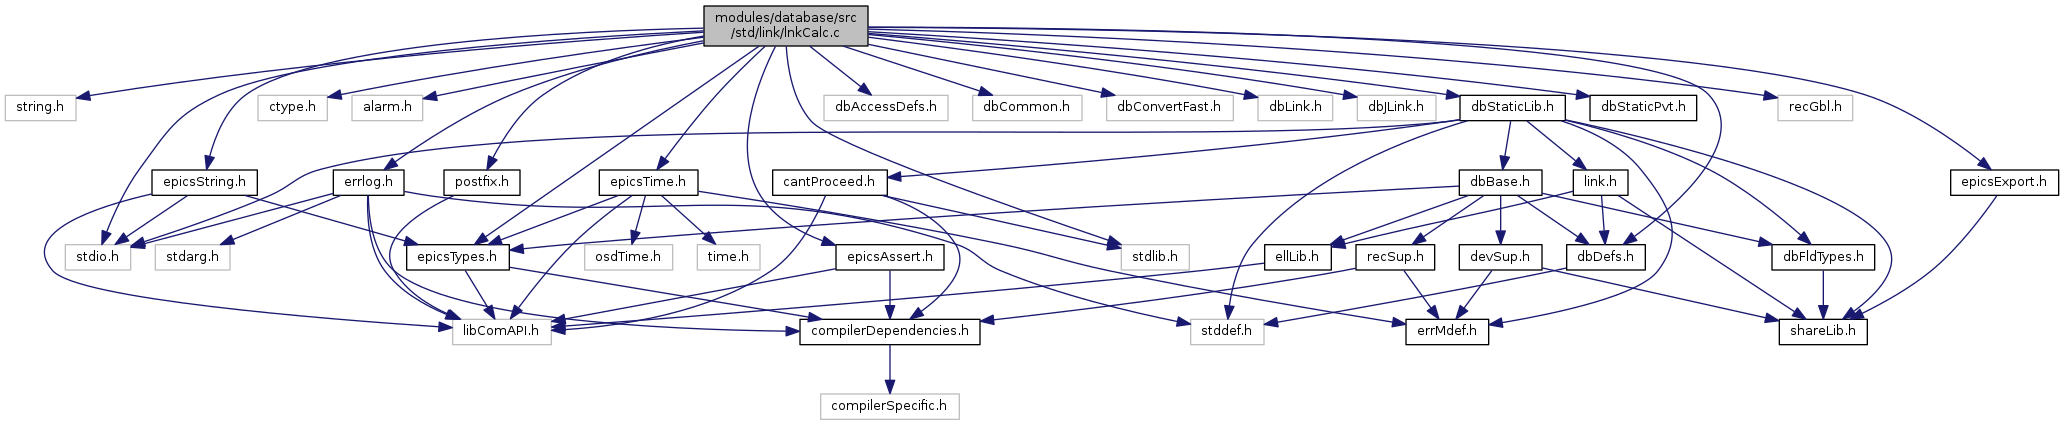 modules/database/src
/std/link/lnkCalc.c
string.h
ctype.h
alarm.h
dbAccessDefs.h
dbCommon.h
dbConvertFast.h
dbLink.h
dbJLink.h
dbStaticLib.h
dbStaticPvt.h
recGbl.h
epicsString.h
errlog.h
postfix.h
epicsTime.h
cantProceed.h
dbBase.h
link.h
epicsExport.h
stdio.h
stdarg.h
epicsTypes.h
osdTime.h
time.h
epicsAssert.h
stdlib.h
ellLib.h
recSup.h
devSup.h
dbDefs.h
dbFldTypes.h
libComAPI.h
compilerDependencies.h
stddef.h
errMdef.h
shareLib.h
compilerSpecific.h